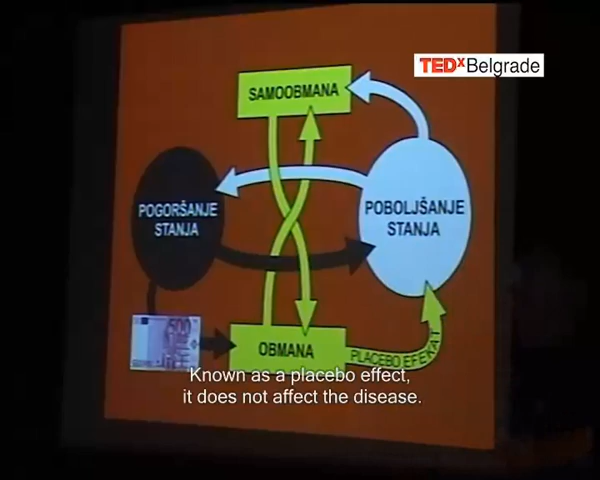 TEDxBelgrade
SAMOOBMANA
POGORŠANJE
STANJA
POBOLJŠANJE
STANJA
500
OBMANA
PLACEBO EFEKAT
Known as a placebo effect,
it does not affect the disease.